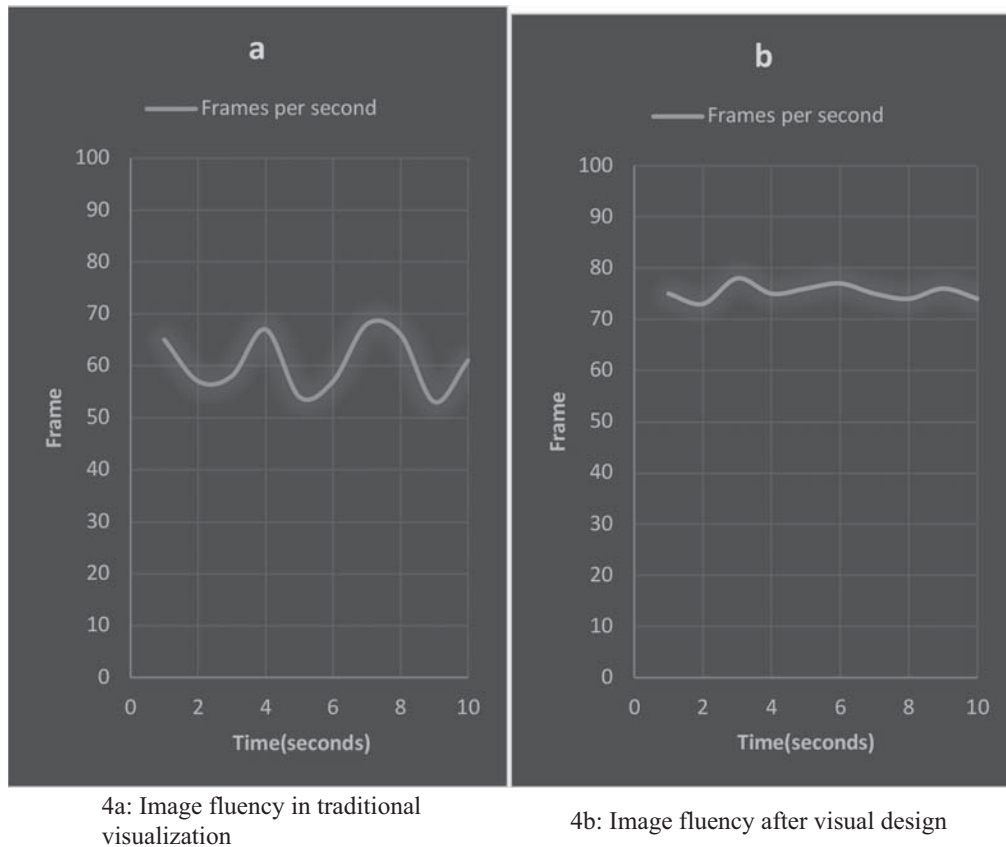 a
Frames per second
100
90
80
70
60
50
40
30
20
10
0
Frame
0 2 4 6 8 10
Time(seconds)
4a: Image fluency in traditional
visualization
b
Frames per second
100
90
80
70
60
50
40
30
20
10
0
Frame
0 2 4 6 8 10
Time(seconds)
4b: Image fluency after visual design